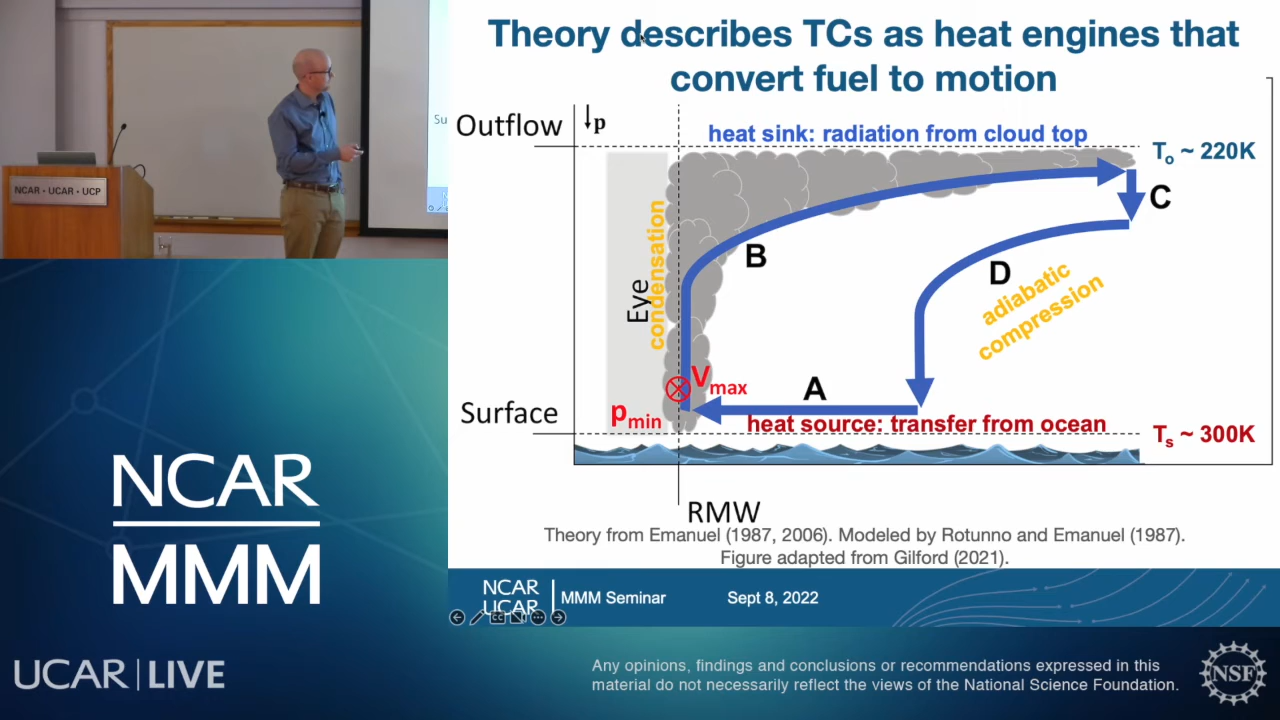 Theory describes TCs as heat engines that
convert fuel to motion
Su
NCAR • UCAR • UCP
Outflow
p
heat sink: radiation from cloud top
To ~ 220K
C
B
D
Eye
condensation
adiabatic
compression
Vmax
A
pmin
Surface
heat source: transfer from ocean
Ts ~ 300K
RMW
Theory from Emanuel (1987, 2006). Modeled by Rotunno and Emanuel (1987).
Figure adapted from Gilford (2021).
NCAR
MMM
NCAR
UCAR
MMM Seminar
Sept 8, 2022
CC
UCAR | LIVE
Any opinions, findings and conclusions or recommendations expressed in this
material do not necessarily reflect the views of the National Science Foundation.
NSF